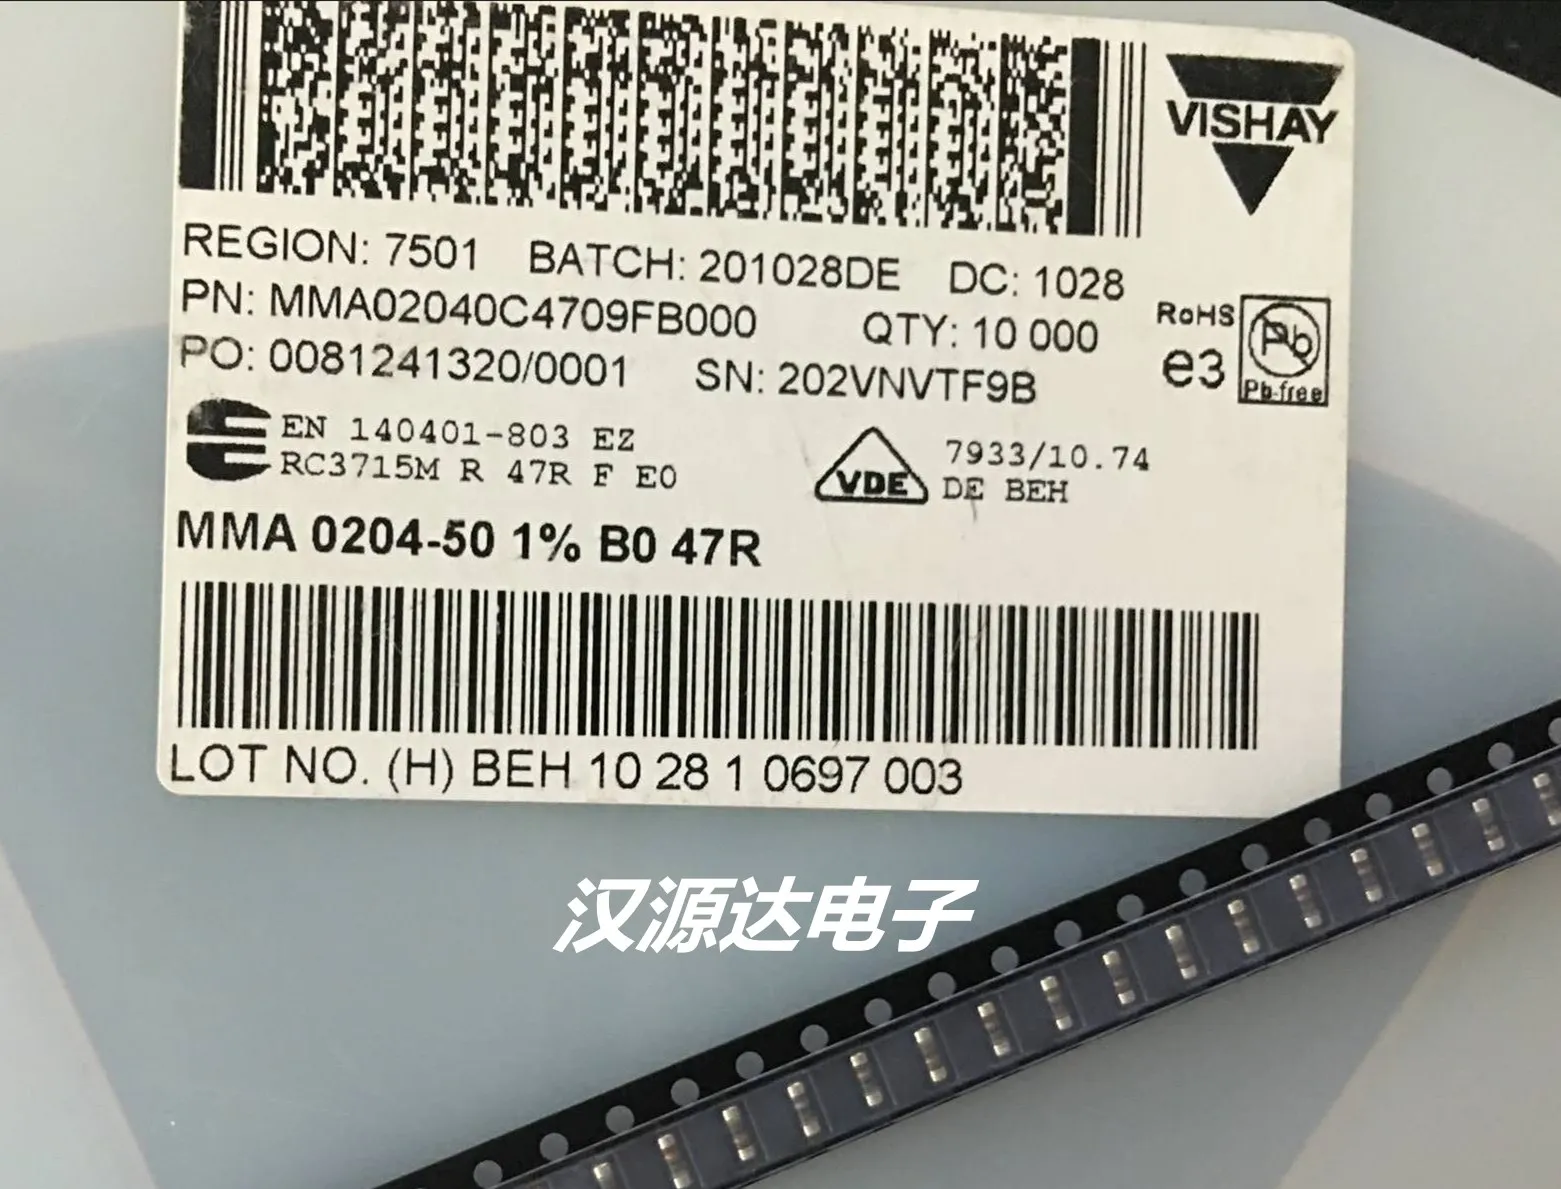 VISHAY
REGION: 7501 BATCH: 201028DE DC: 1028
PN: MMA02040C4709FB000 QTY: 10 000
PO: 0081241320/0001 SN: 202VNVTF9B
RoHS
e3
Pb
Pb-free
EN 140401-803 EZ
RC3715M R 47R F E0
VDE
7933/10.74
DE BEH
MMA 0204-50 1% B0 47R
LOT NO. (H) BEH 10 28 1 0697 003
汉源达电子